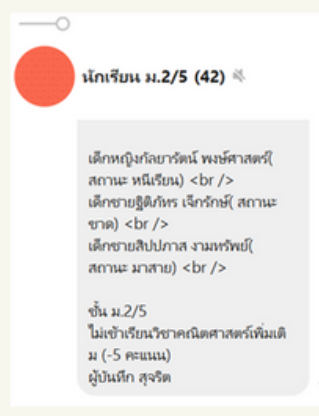 นักเรียน ม.2/5 (42)
เด็กหญิงกัลยารัตน์ พงษ์ศาสตร์(
สถานะ หนีเรียน) <br />
เด็กชายฐิติภัทร เจ็กรักษ์( สถานะ
ขาด) <br />
เด็กชายสิปปภาส งามทรัพย์(
สถานะ มาสาย) <br />
ชั้น ม.2/5
ไม่เข้าเรียนวิชาคณิตศาสตร์เพิ่มเติ
ม (-5 คะแนน)
ผู้บันทึก สุจริต